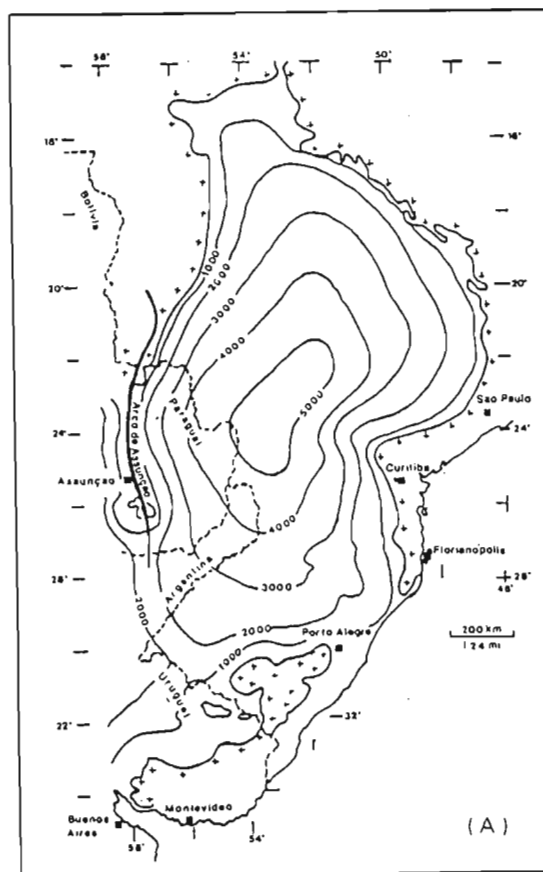 58° 54° 50°
16° 16°
Bolívia
20° 20°
1000
2000
3000
4000
5000
Paraguai
Arco de Assunção
São Paulo
24° 24°
Curitiba
Assunção
4000
Florianópolis
28° 28°
48°
Argentina
3000
2000
2000
200 km
124 mi
Porto Alegre
1000
Uruguai
22° 32°
Buenos Aires
Montevideo
58° 54°
(A)